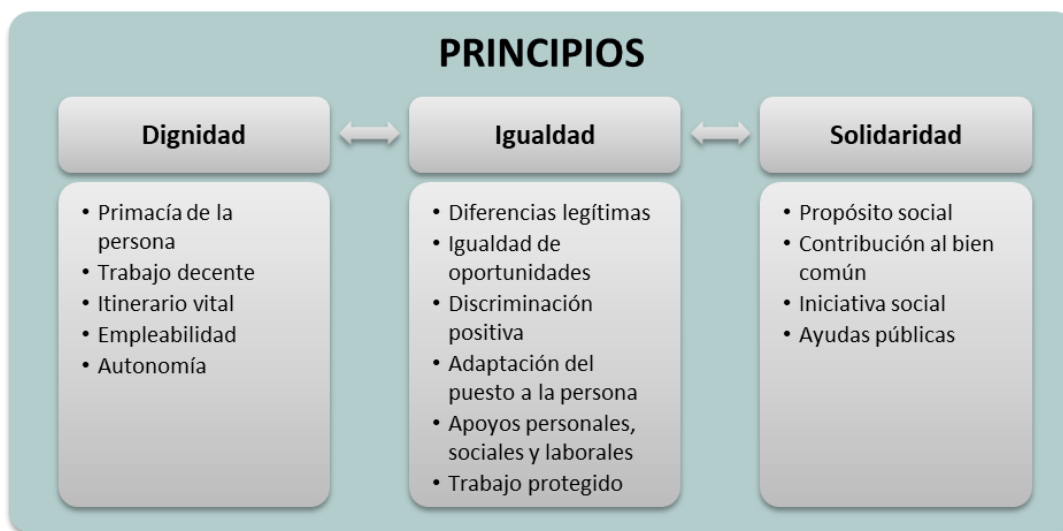 PRINCIPIOS
Dignidad
Igualdad
Solidaridad
• Primacía de la
persona
• Trabajo decente
• Itinerario vital
• Empleabilidad
• Autonomía
• Diferencias legítimas
• Igualdad de
oportunidades
• Discriminación
positiva
• Adaptación del
puesto a la persona
• Apoyos personales,
sociales y laborales
• Trabajo protegido
• Propósito social
• Contribución al bien
común
• Iniciativa social
• Ayudas públicas